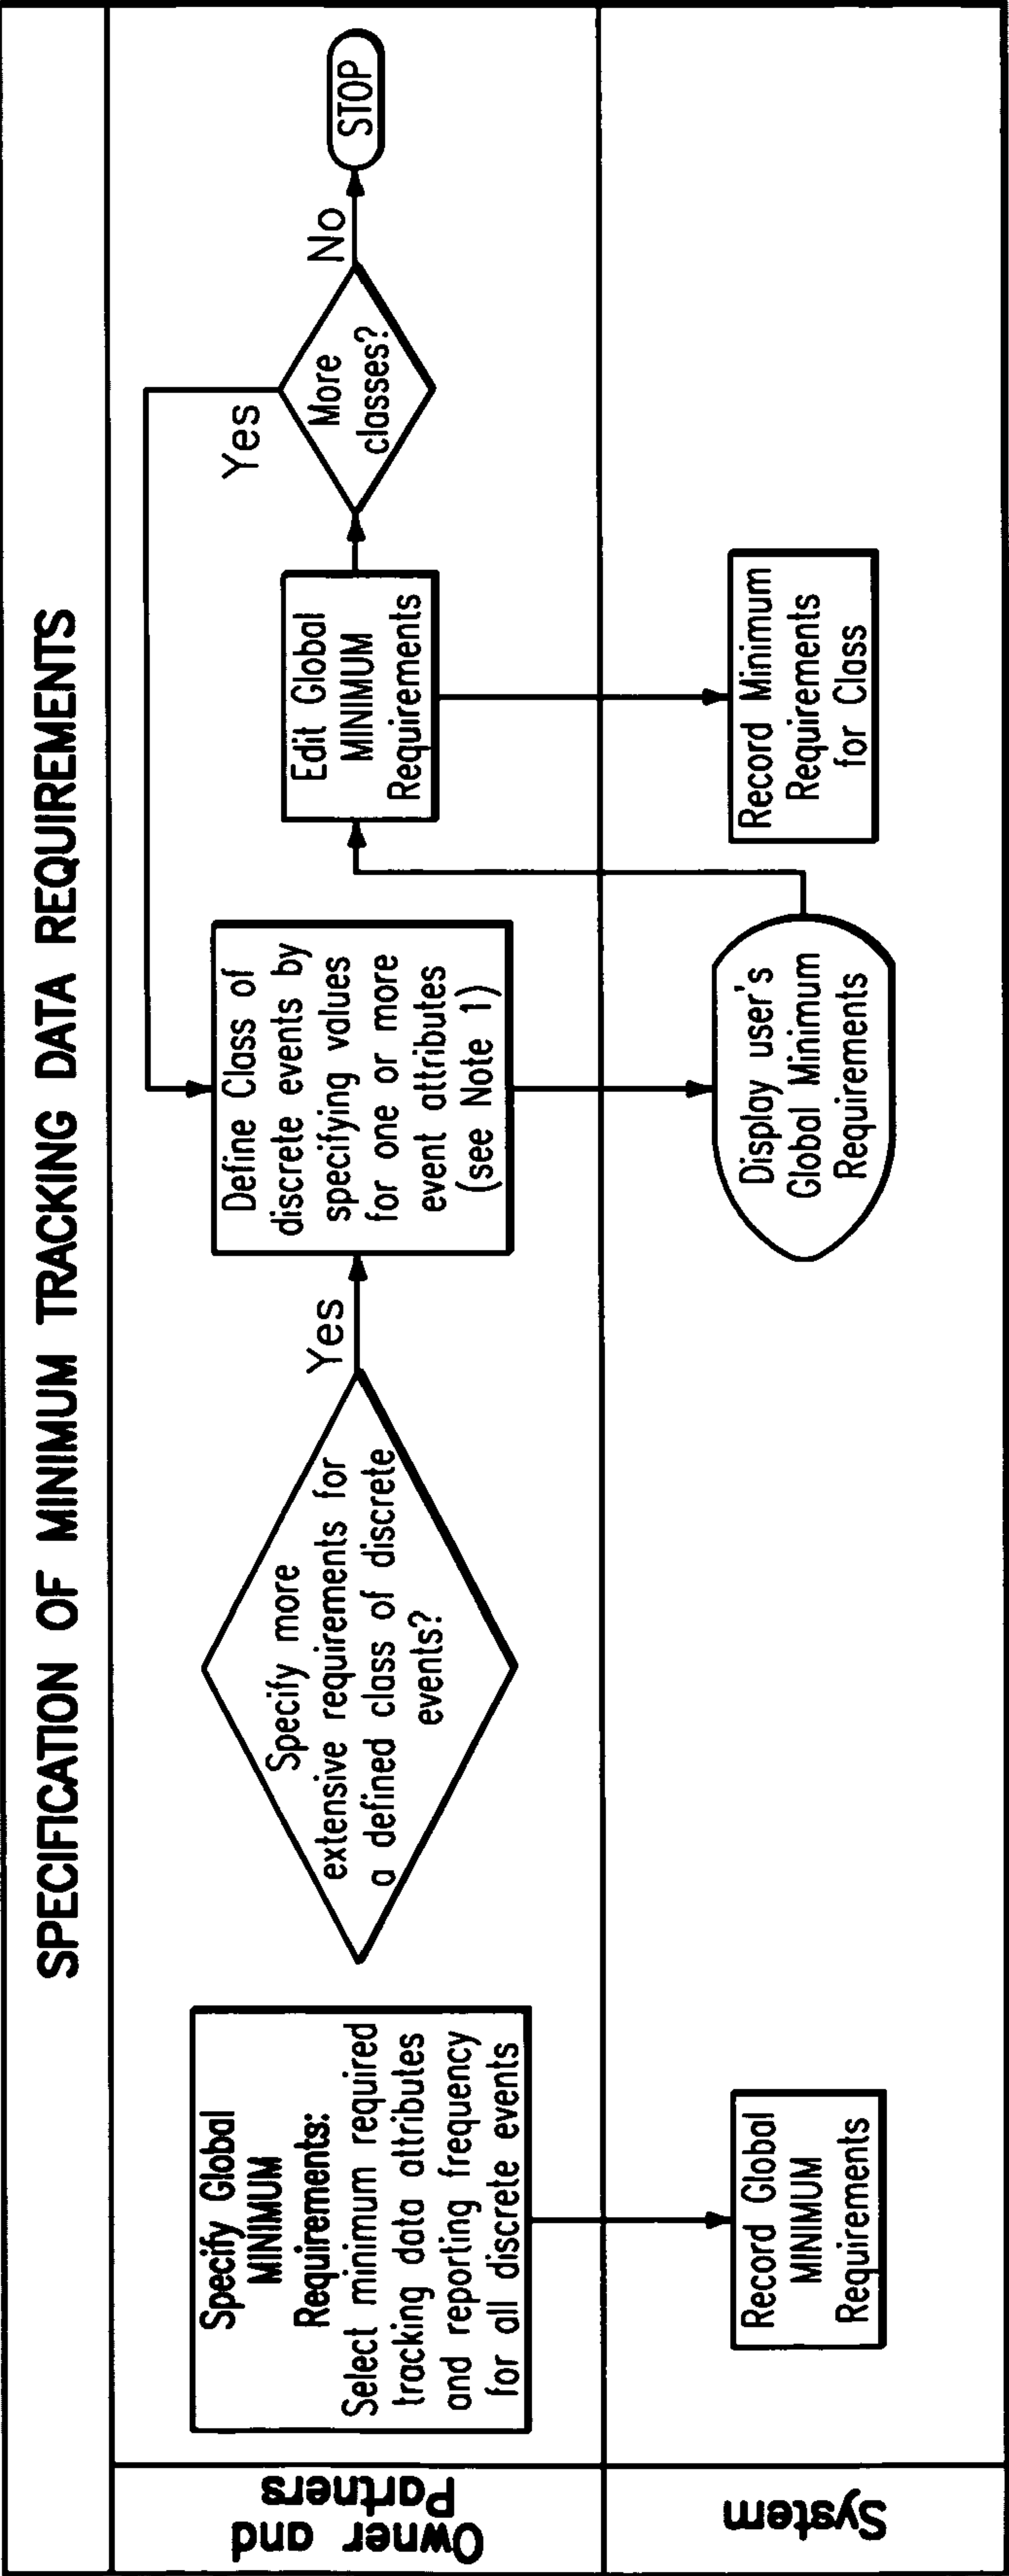 SPECIFICATION OF MINIMUM TRACKING DATA REQUIREMENTS
Owner and
Partners
Specify Global
MINIMUM
Requirements:
Select minimum required
tracking data attributes
and reporting frequency
for all discrete events
Specify more
extensive requirements for
a defined class of discrete
events?
Yes
Define Class of
discrete events by
specifying values
for one or more
event attributes
(see Note 1)
Edit Global
MINIMUM
Requirements
Yes
More
classes?
No
STOP
System
Record Global
MINIMUM
Requirements
Display user's
Global Minimum
Requirements
Record Minimum
Requirements
for Class